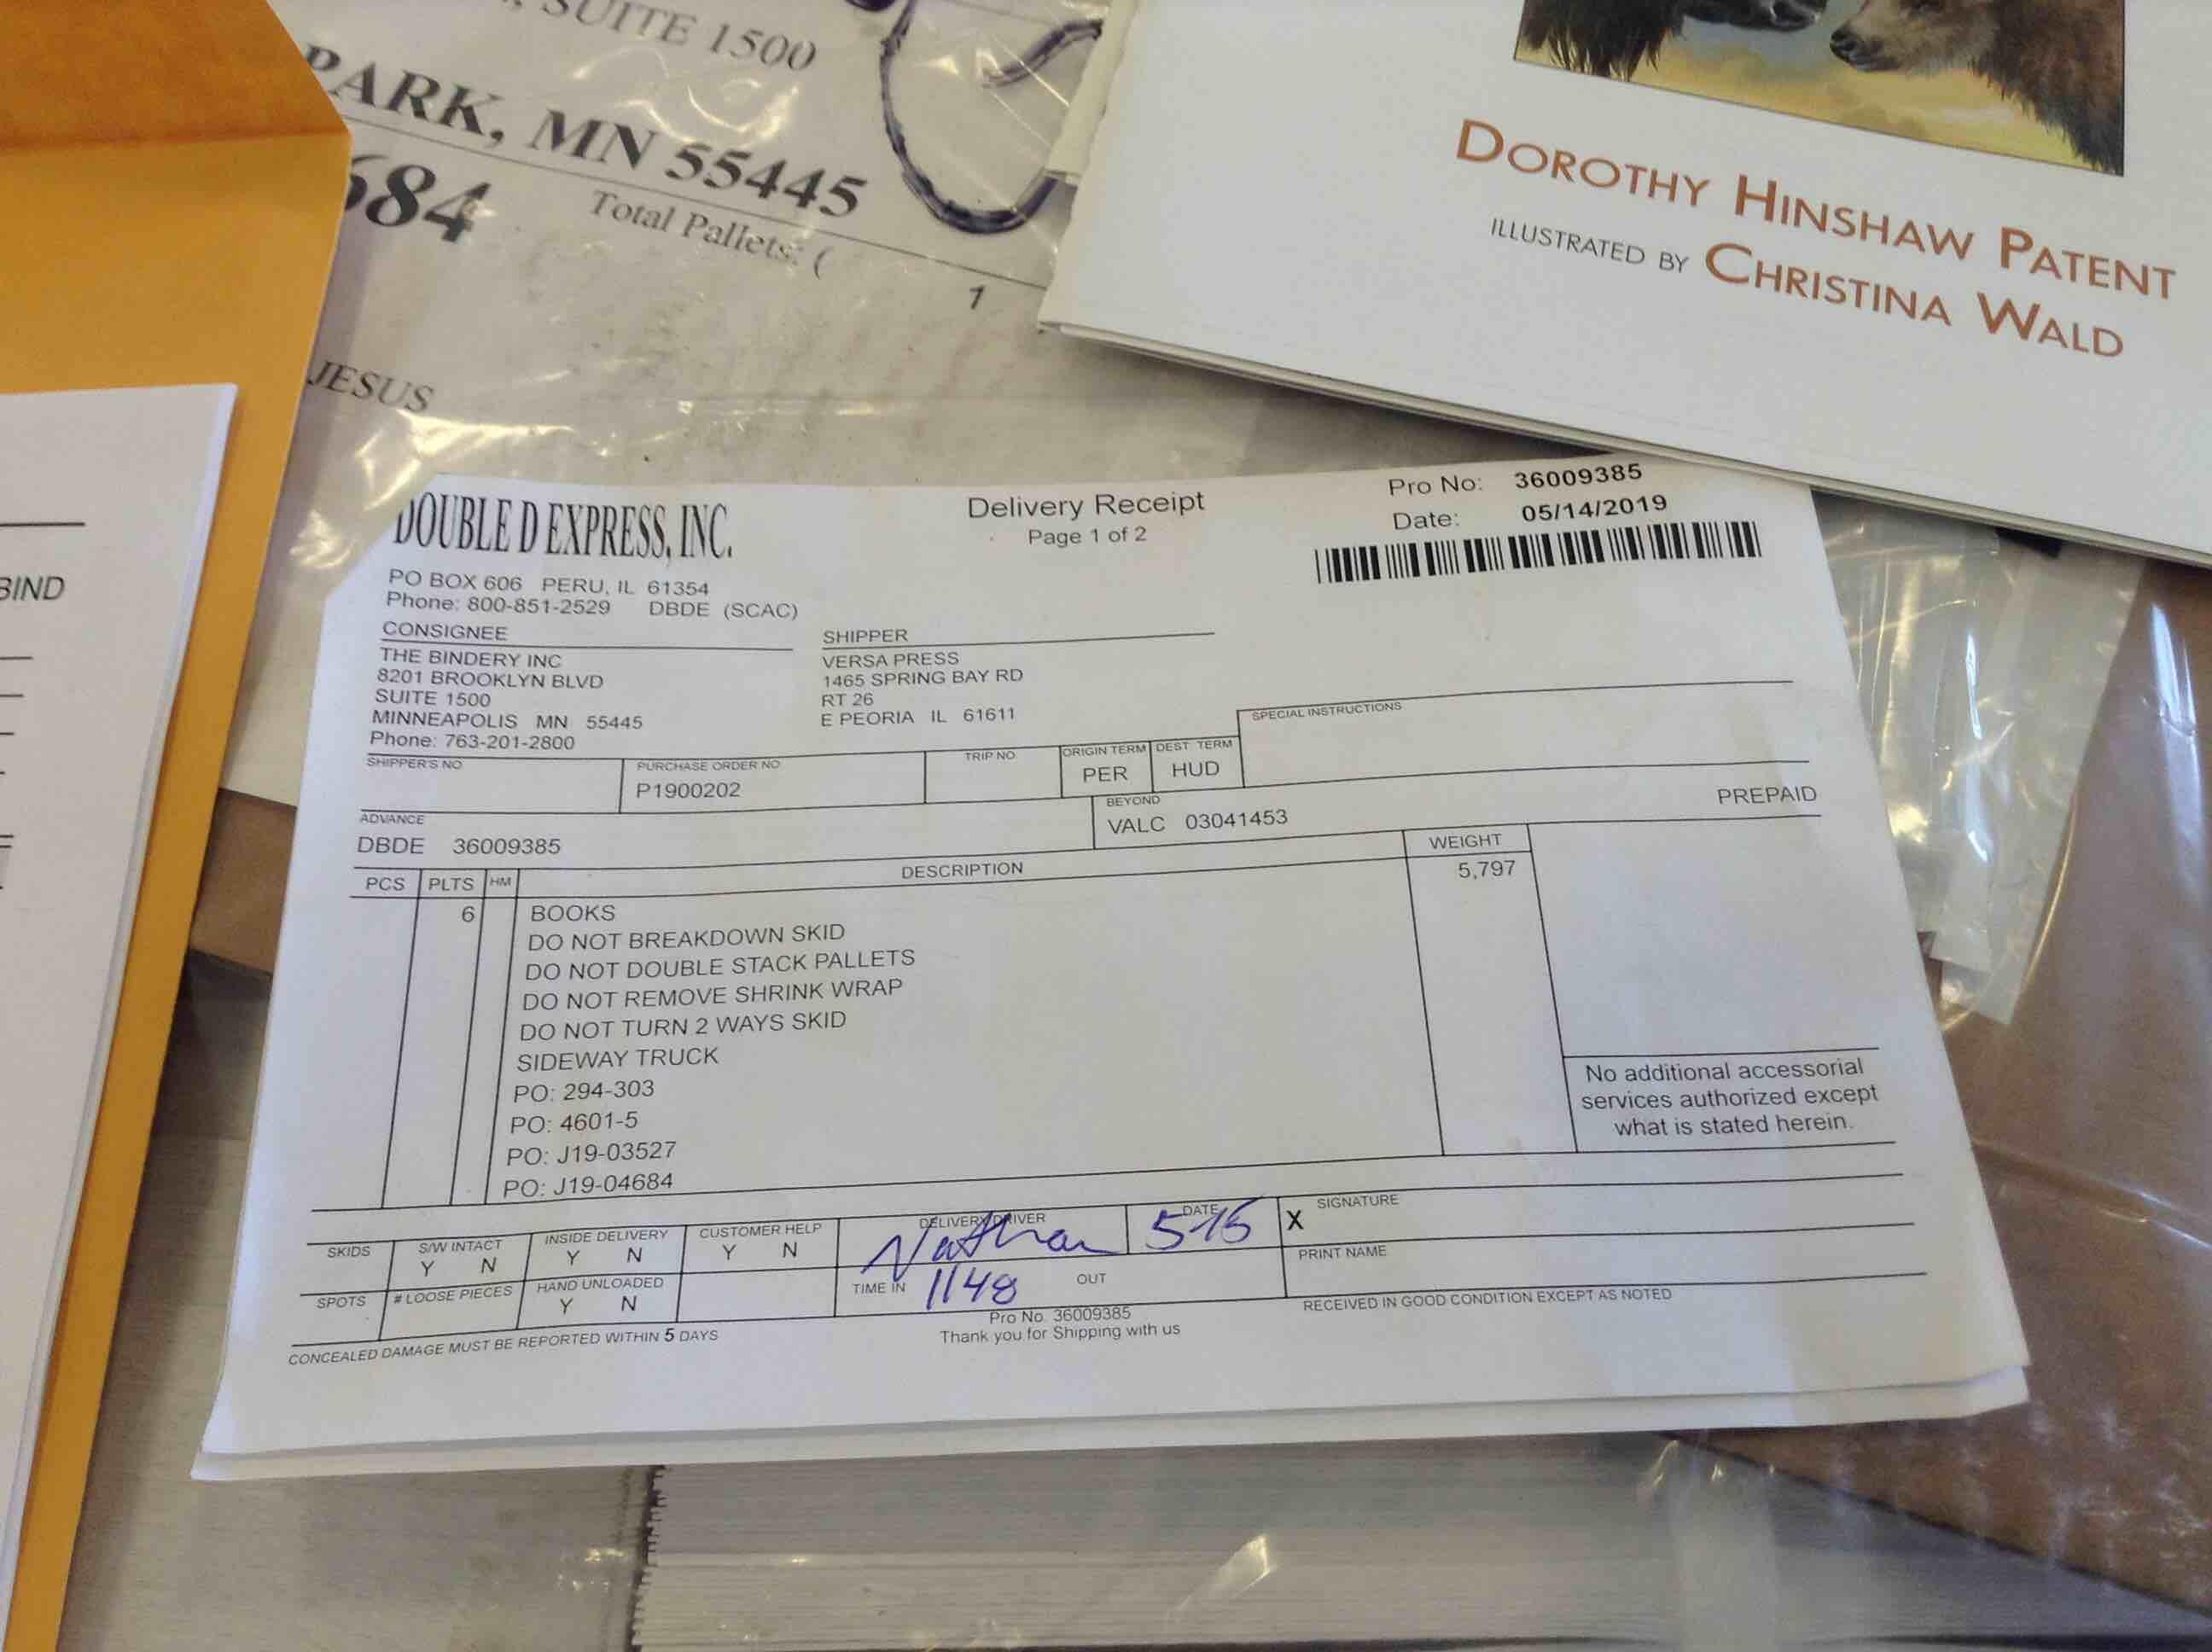 , SUITE 1500
PARK, MN 55445
684
Total Pallets: (
1
JESUS
BIND
DOROTHY HINSHAW PATENT
ILLUSTRATED BY CHRISTINA WALD
DOUBLE D EXPRESS, INC.
PO BOX 606 PERU, IL 61354
Phone: 800-851-2529 DBDE (SCAC)
Delivery Receipt
Page 1 of 2
Pro No: 36009385
Date: 05/14/2019
CONSIGNEE
THE BINDERY INC
8201 BROOKLYN BLVD
SUITE 1500
MINNEAPOLIS MN 55445
Phone: 763-201-2800
SHIPPER
VERSA PRESS
1465 SPRING BAY RD
RT 26
E PEORIA IL 61611
SPECIAL INSTRUCTIONS
SHIPPER'S NO
PURCHASE ORDER NO
P1900202
TRIP NO
ORIGIN TERM
PER
DEST TERM
HUD
ADVANCE
DBDE 36009385
BEYOND
VALC 03041453
PREPAID
PCS PLTS HM DESCRIPTION WEIGHT
6 BOOKS 5,797
DO NOT BREAKDOWN SKID
DO NOT DOUBLE STACK PALLETS
DO NOT REMOVE SHRINK WRAP
DO NOT TURN 2 WAYS SKID
SIDEWAY TRUCK
PO: 294-303
PO: 4601-5
PO: J19-03527
PO: J19-04684
No additional accessorial
services authorized except
what is stated herein.
SKIDS
S/W INTACT
Y N
INSIDE DELIVERY
Y N
CUSTOMER HELP
Y N
DELIVERY DRIVER
Nathan
DATE
5-15
X SIGNATURE
PRINT NAME
SPOTS
# LOOSE PIECES
HAND UNLOADED
Y N
TIME IN 1148 OUT
RECEIVED IN GOOD CONDITION EXCEPT AS NOTED
CONCEALED DAMAGE MUST BE REPORTED WITHIN 5 DAYS
Pro No. 36009385
Thank you for Shipping with us